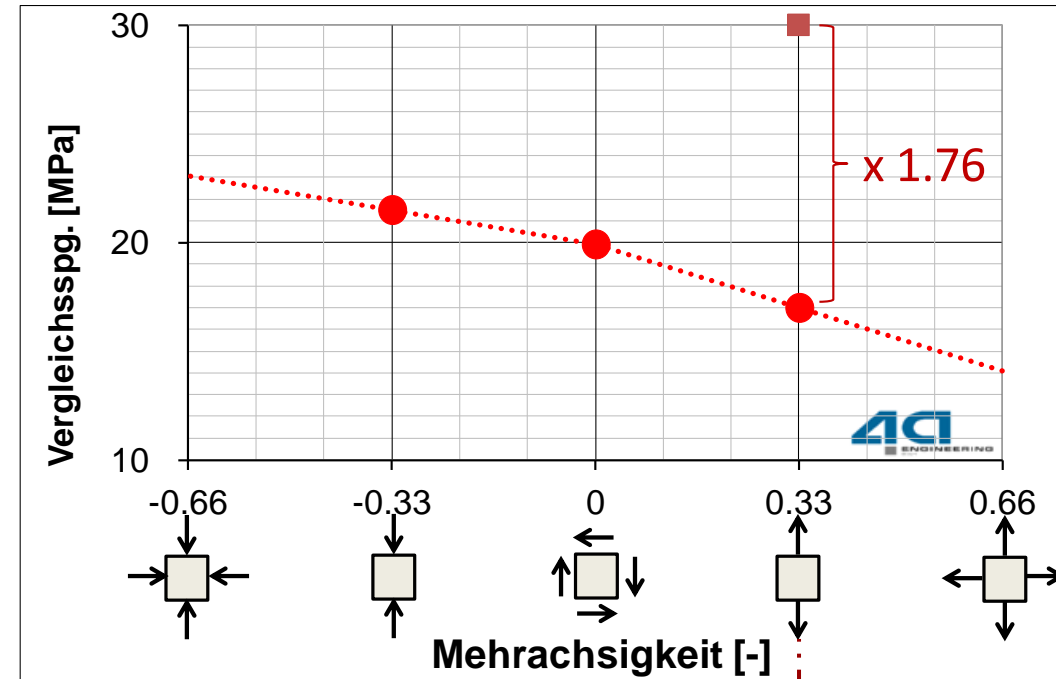 30
x 1.76
20
10
Vergleichsspg. [MPa]
4a
ENGINEERING
-0.66 -0.33 0 0.33 0.66
Mehrachsigkeit [-]